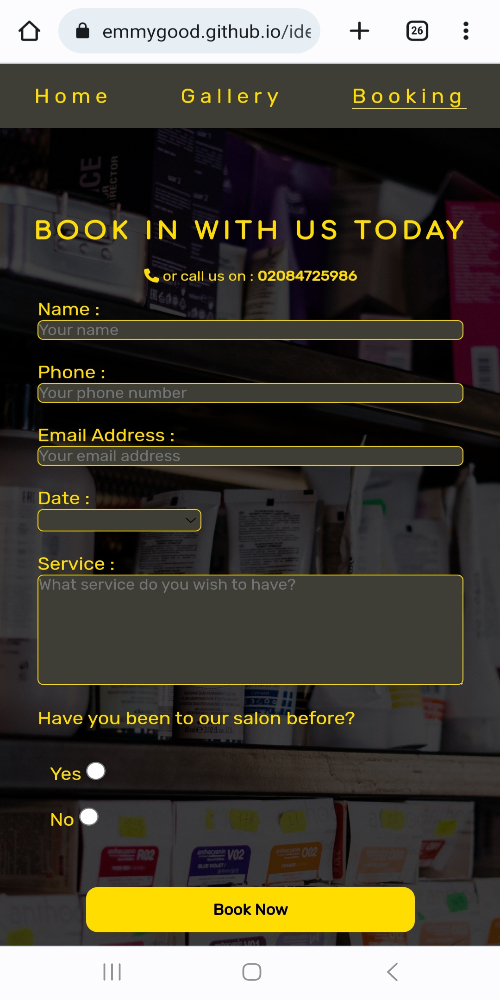 emmygood.github.io/ide
26
Home Gallery Booking
BOOK IN WITH US TODAY
or call us on : 02084725986
Name :
Your name
Phone :
Your phone number
Email Address :
Your email address
Date :
Service :
What service do you wish to have?
Have you been to our salon before?
Yes
No
R02 V02
Book Now